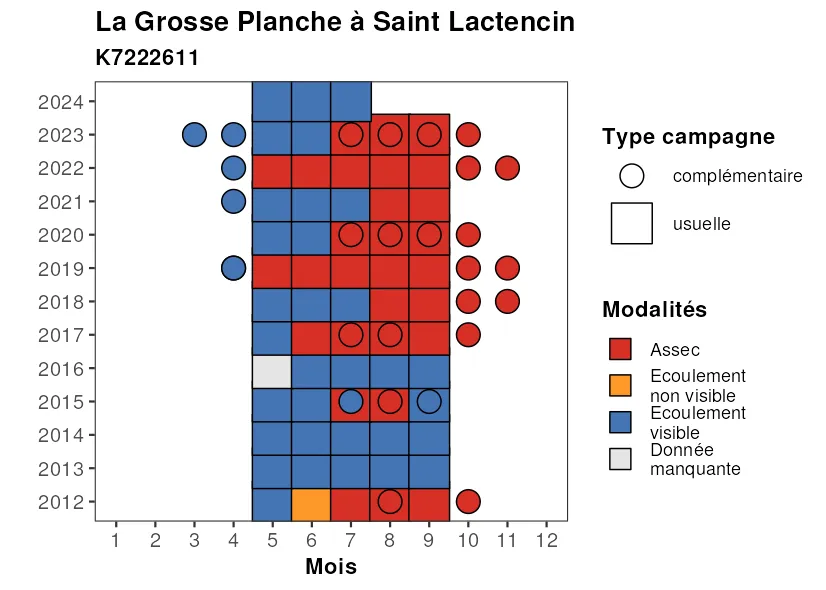 La Grosse Planche à Saint Lactencin
K7222611
2024
2023
2022
2021
2020
2019
2018
2017
2016
2015
2014
2013
2012
1 2 3 4 5 6 7 8 9 10 11 12
Mois
Type campagne
complémentaire
usuelle
Modalités
Assec
Ecoulement
non visible
Ecoulement
visible
Donnée
manquante